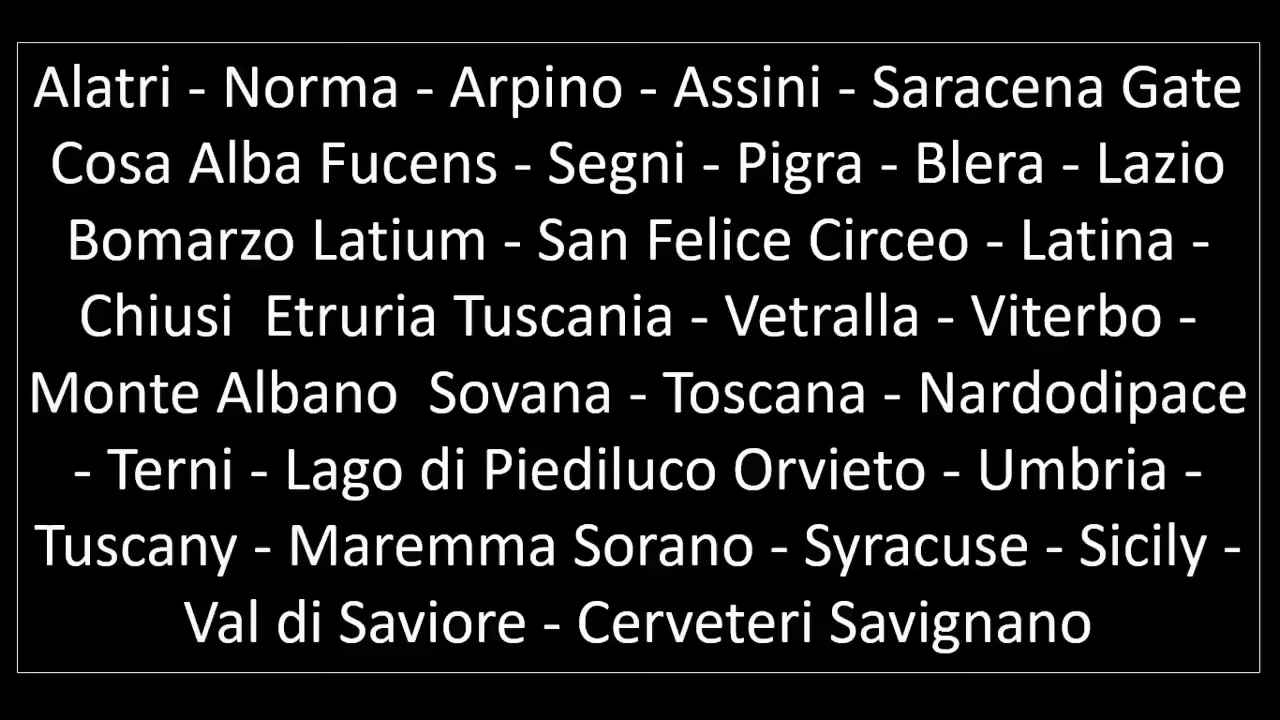 Alatri - Norma - Arpino - Assini - Saracena Gate
Cosa Alba Fucens - Segni - Pigra - Blera - Lazio
Bomarzo Latium - San Felice Circeo - Latina -
Chiusi  Etruria Tuscania - Vetralla - Viterbo -
Monte Albano  Sovana - Toscana - Nardodipace
- Terni - Lago di Piediluco Orvieto - Umbria -
Tuscany - Maremma Sorano - Syracuse - Sicily -
Val di Saviore - Cerveteri Savignano